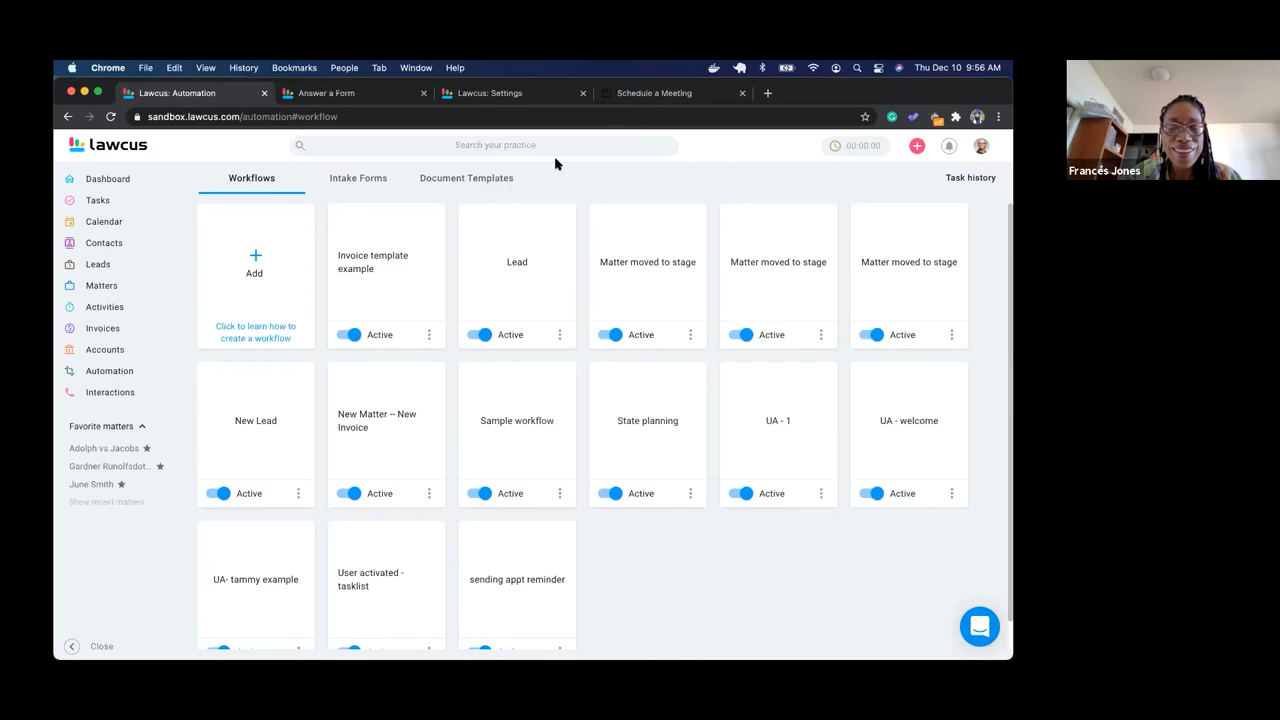 Chrome File Edit View History Bookmarks People Tab Window Help Thu Dec 10 9:56 AM
Lawcus: Automation Answer a Form Lawcus: Settings Schedule a Meeting
sandbox.lawcus.com/automation#workflow
lawcus Search your practice 00:00:00
Dashboard
Tasks
Calendar
Contacts
Leads
Matters
Activities
Invoices
Accounts
Automation
Interactions
Favorite matters
Adolph vs Jacobs
Gardner Runolfsdot...
June Smith
Show recent matters
Close
Workflows Intake Forms Document Templates Task history
Add
Click to learn how to
create a workflow
Invoice template
example
Active
Lead
Active
Matter moved to stage
Active
Matter moved to stage
Active
Matter moved to stage
Active
New Lead
Active
New Matter -- New
Invoice
Active
Sample workflow
Active
State planning
Active
UA - 1
Active
UA - welcome
Active
UA- tammy example
User activated -
tasklist
sending appt reminder
Francés Jones